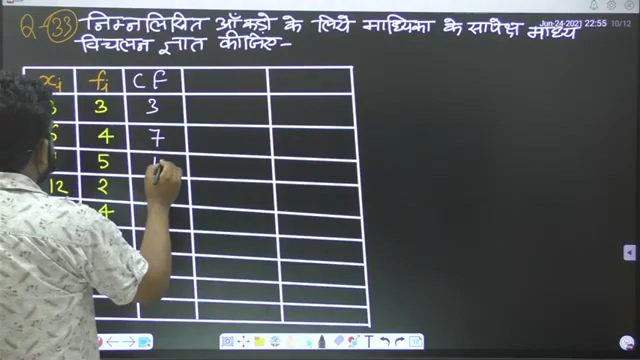 Q-33 निम्नलिखित आँकड़ो के लिये माध्यिका के सापेक्ष माध्य
विचलन ज्ञात कीजिए-
Jun-24-2021 22:55 10/12
xi fi CF
3 3
4 7
5
12 2
4